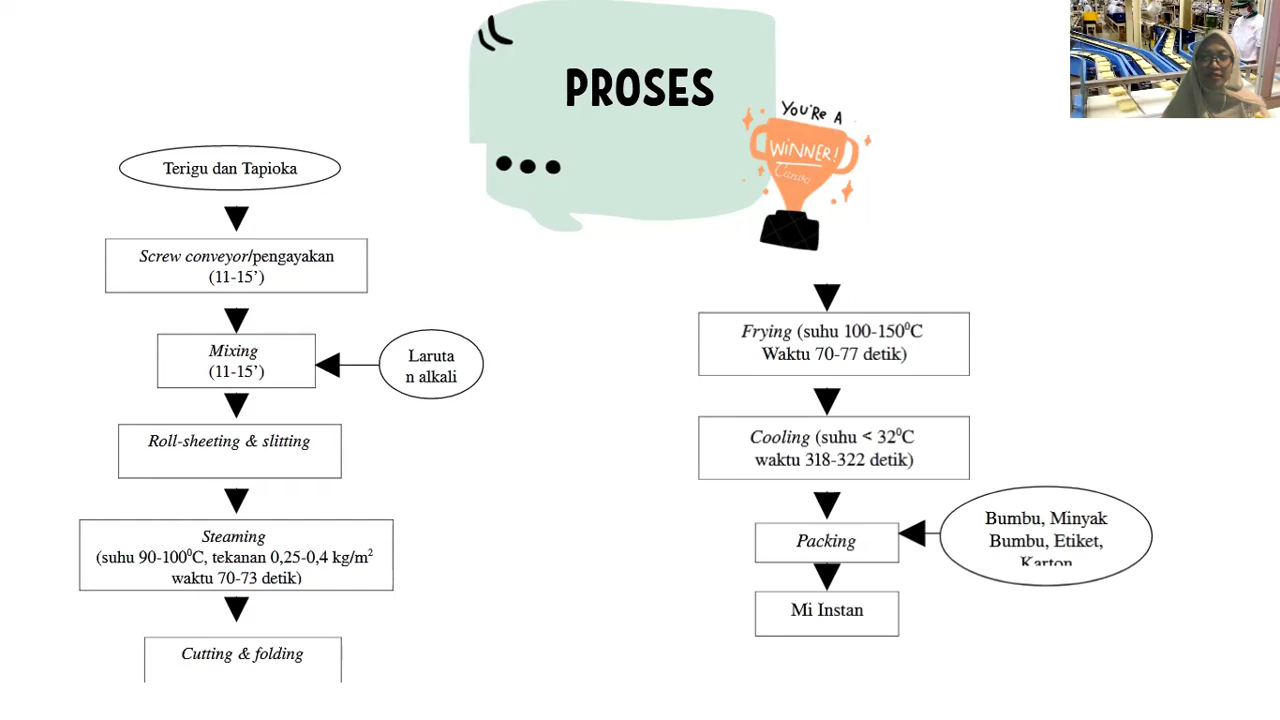 PROSES
YOU'RE A
WINNER!
Canva
Terigu dan Tapioka
Screw conveyor/pengayakan
(11-15’)
Mixing
(11-15’)
Laruta
n alkali
Roll-sheeting & slitting
Steaming
(suhu 90-100⁰C, tekanan 0,25-0,4 kg/m²
waktu 70-73 detik)
Cutting & folding
Frying (suhu 100-150⁰C
Waktu 70-77 detik)
Cooling (suhu < 32⁰C
waktu 318-322 detik)
Packing
Bumbu, Minyak
Bumbu, Etiket,
Karton
Mi Instan